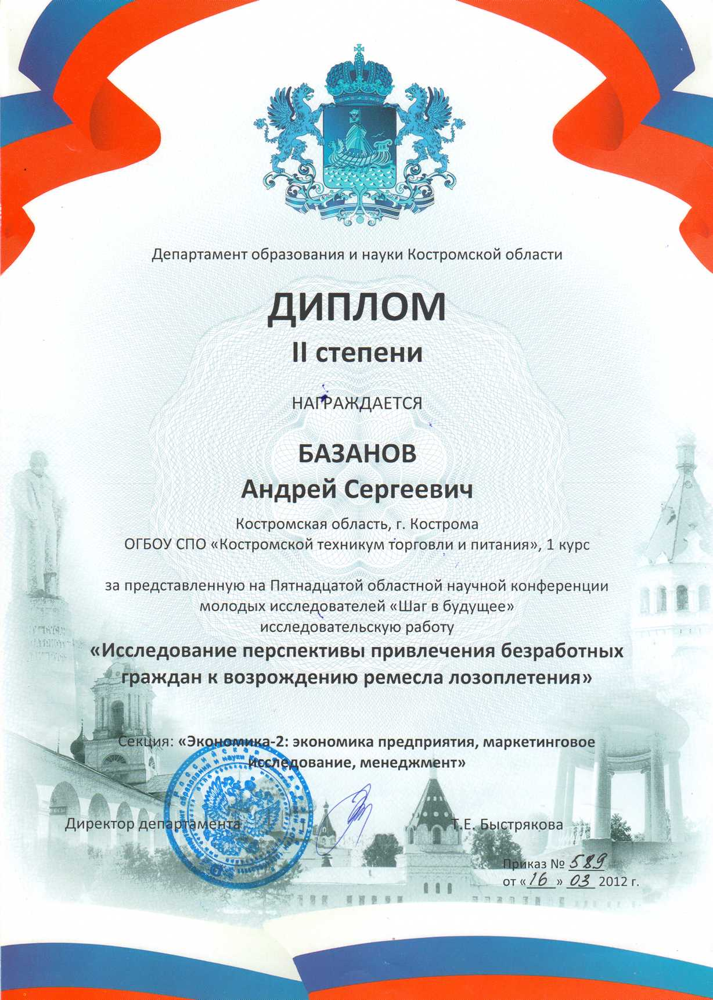 Департамент образования и науки Костромской области
ДИПЛОМ
II степени
НАГРАЖДАЕТСЯ
БАЗАНОВ
Андрей Сергеевич
Костромская область, г. Кострома
ОГБОУ СПО «Костромской техникум торговли и питания», 1 курс
за представленную на Пятнадцатой областной научной конференции
молодых исследователей «Шаг в будущее»
исследовательскую работу
«Исследование перспективы привлечения безработных
граждан к возрождению ремесла лозоплетения»
Секция: «Экономика-2: экономика предприятия, маркетинговое
исследование, менеджмент»
Директор департамента
Т.Е. Быстрякова
Приказ № 589
от «16» 03 2012 г.